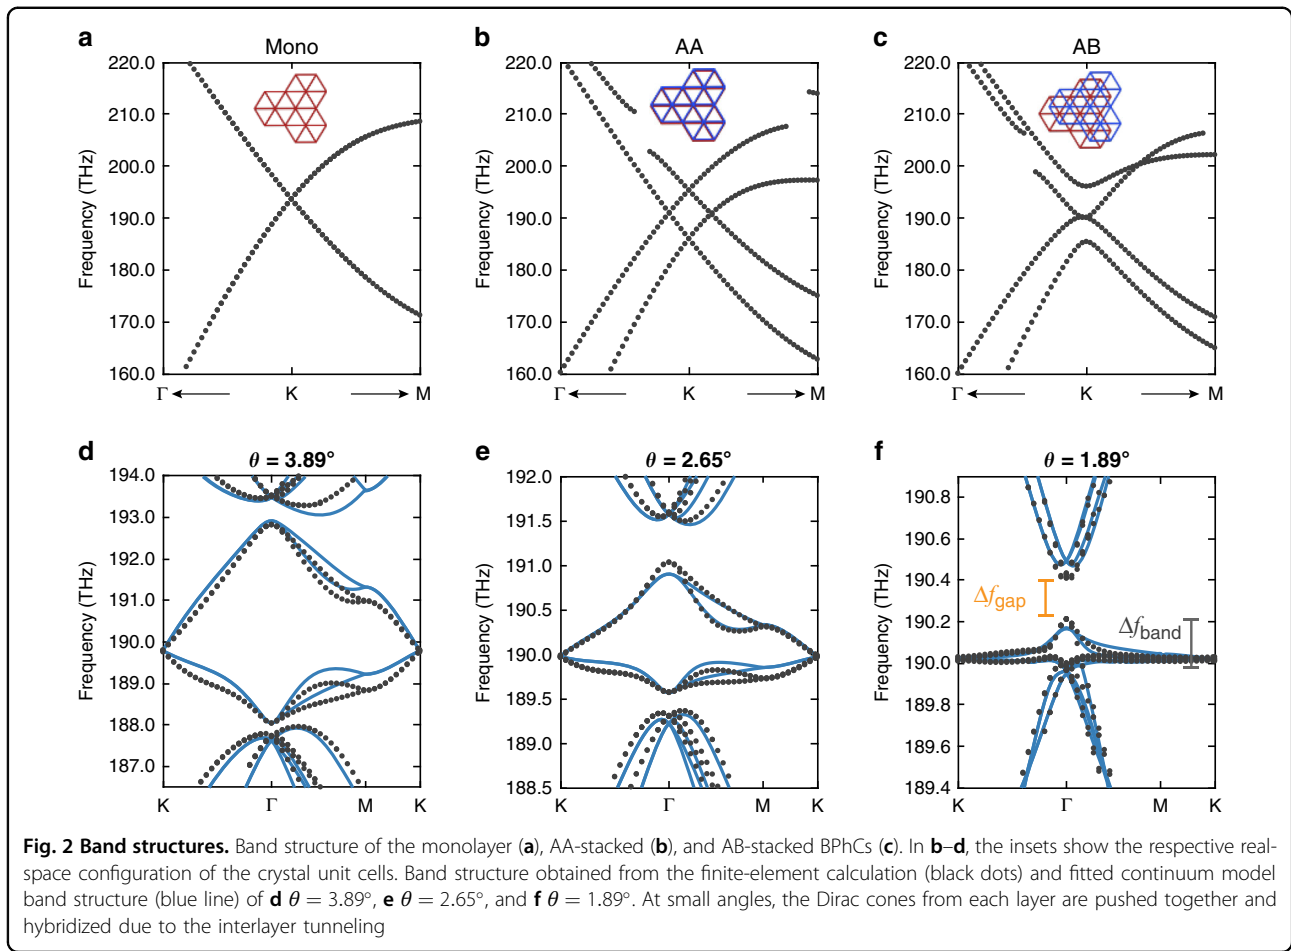 a
Mono
220.0
210.0
200.0
190.0
180.0
170.0
160.0
Frequency (THz)
Γ
K
M
b
AA
220.0
210.0
200.0
190.0
180.0
170.0
160.0
Frequency (THz)
Γ
K
M
c
AB
220.0
210.0
200.0
190.0
180.0
170.0
160.0
Frequency (THz)
Γ
K
M
d
θ = 3.89°
194.0
193.0
192.0
191.0
190.0
189.0
188.0
187.0
Frequency (THz)
K
Γ
M
K
e
θ = 2.65°
192.0
191.5
191.0
190.5
190.0
189.5
189.0
188.5
Frequency (THz)
K
Γ
M
K
f
θ = 1.89°
190.8
190.6
190.4
190.2
190.0
189.8
189.6
189.4
Frequency (THz)
Δf gap
Δf band
K
Γ
M
K
Fig. 2 Band structures. Band structure of the monolayer (a), AA-stacked (b), and AB-stacked BPhCs (c). In b–d, the insets show the respective real-
space configuration of the crystal unit cells. Band structure obtained from the finite-element calculation (black dots) and fitted continuum model
band structure (blue line) of d θ = 3.89°, e θ = 2.65°, and f θ = 1.89°. At small angles, the Dirac cones from each layer are pushed together and
hybridized due to the interlayer tunneling